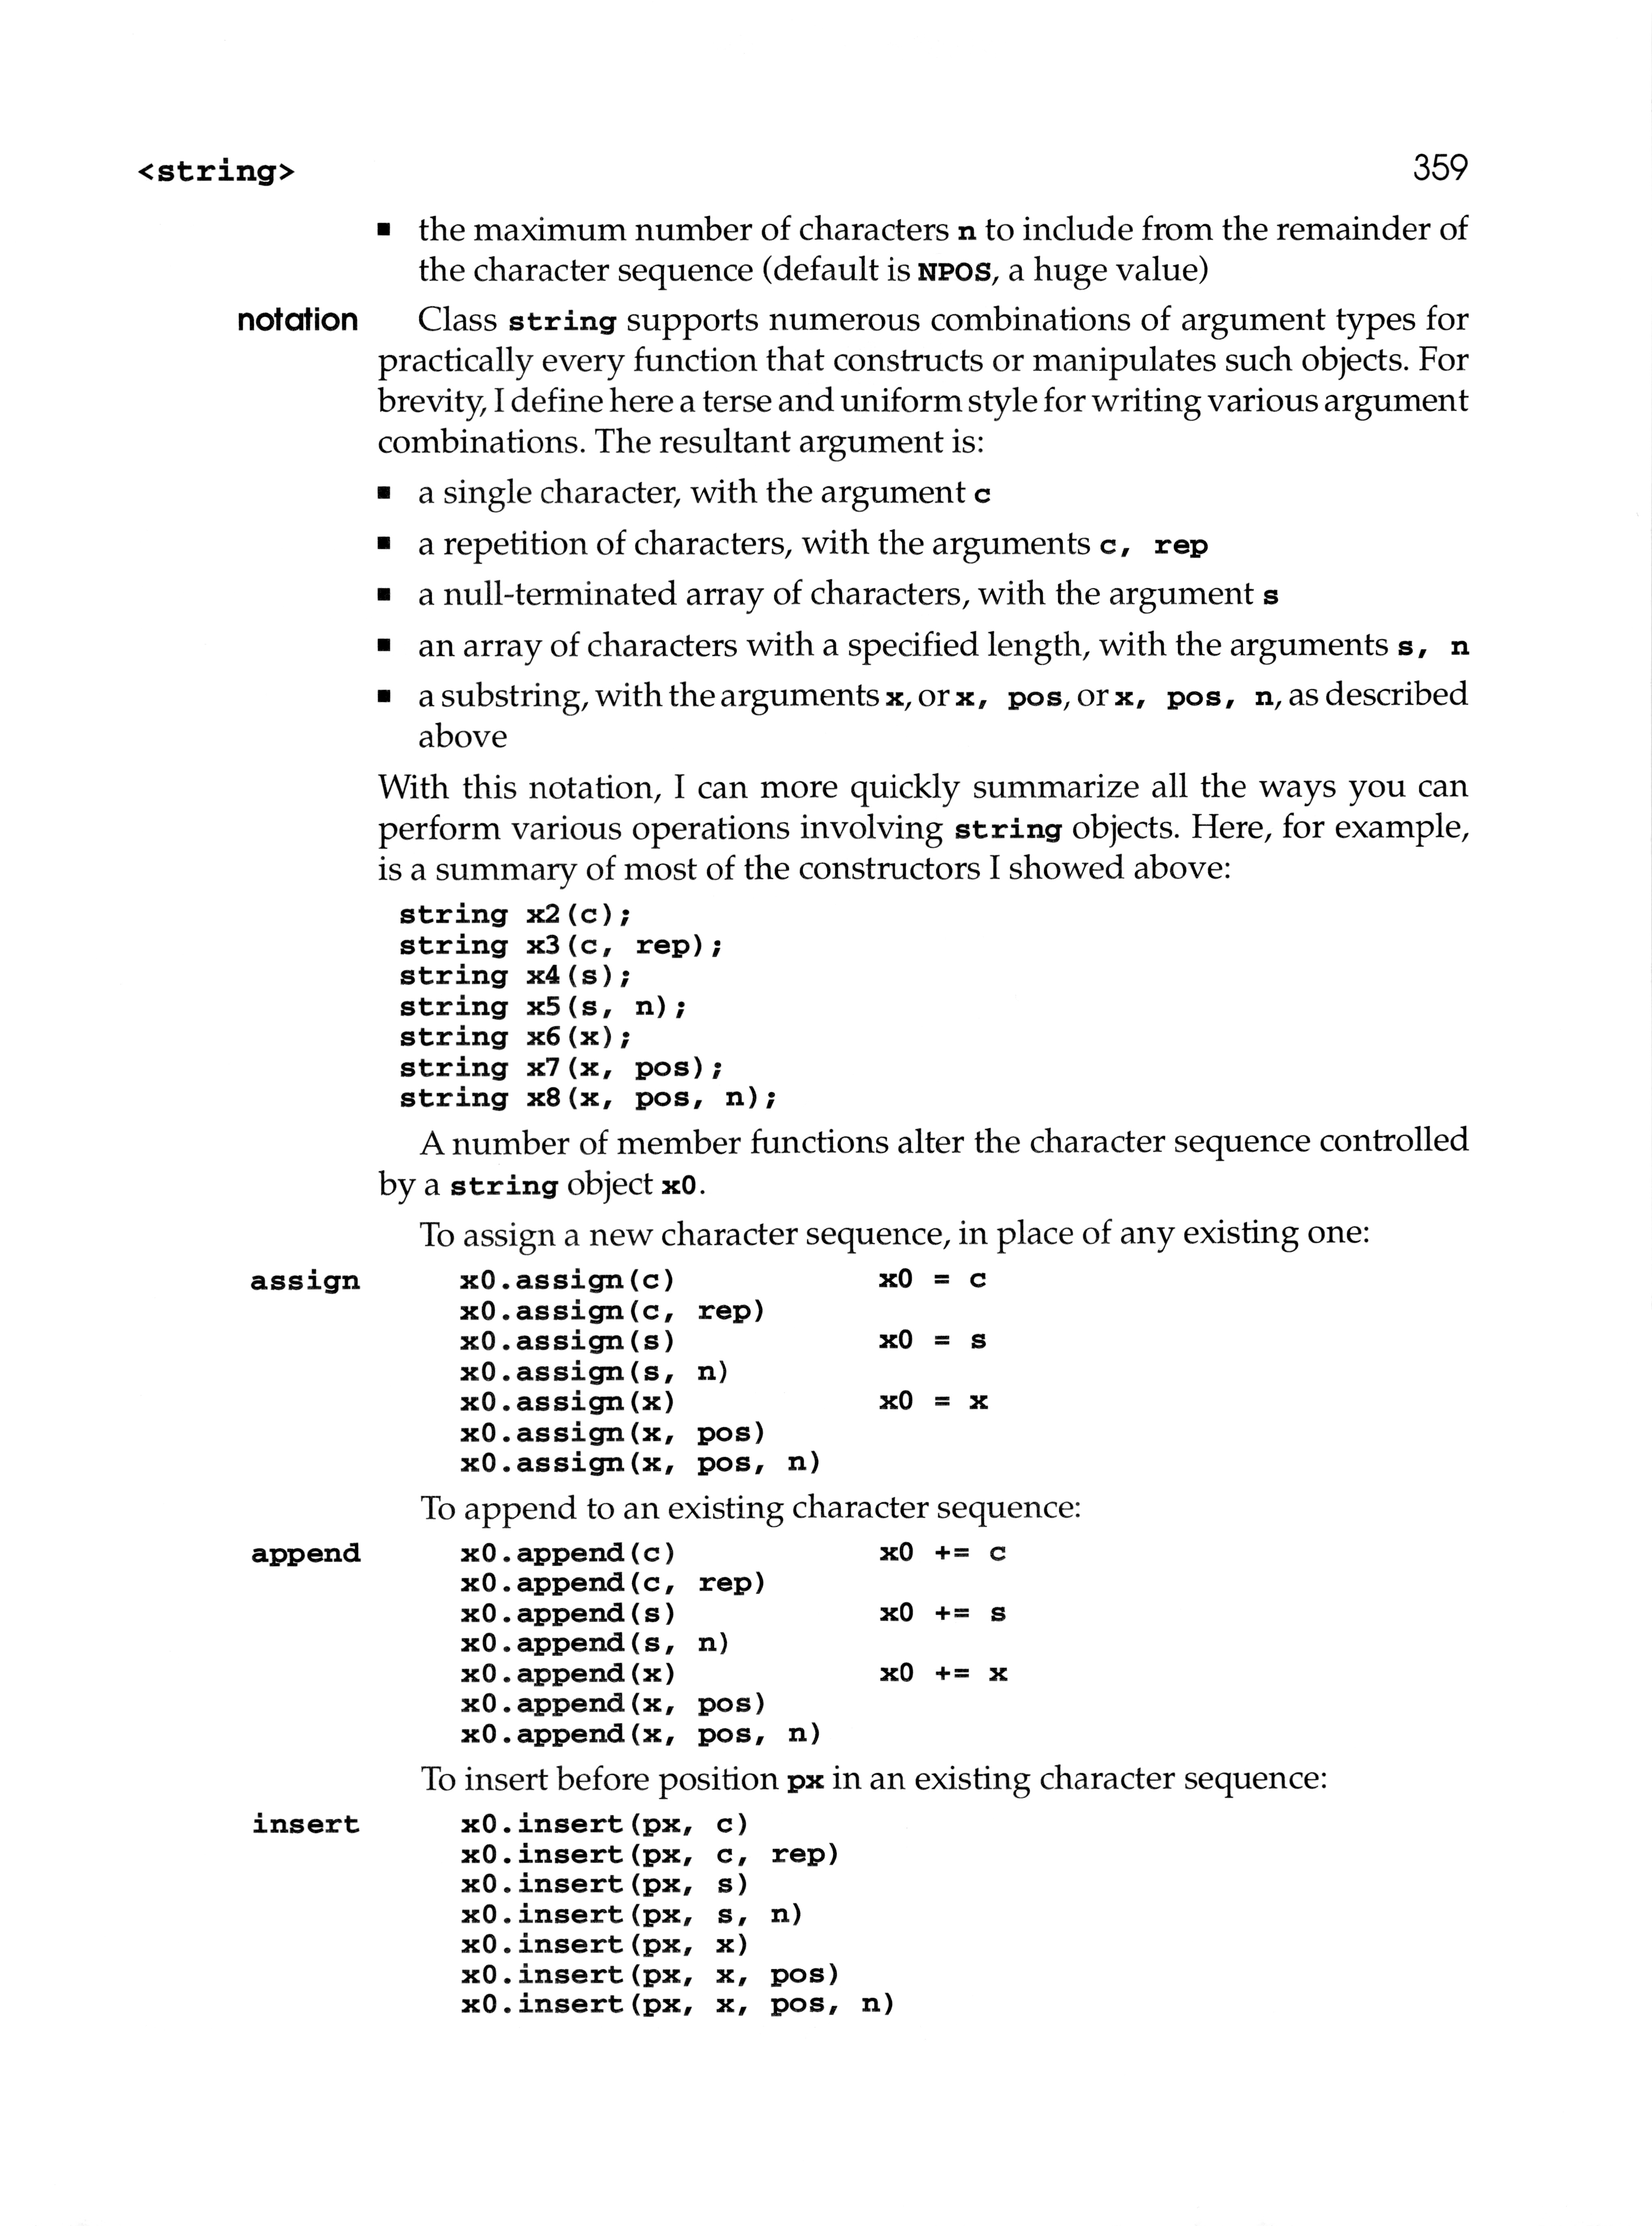 <string> 359
▪ the maximum number of characters n to include from the remainder of
the character sequence (default is NPOS, a huge value)
notation Class string supports numerous combinations of argument types for
practically every function that constructs or manipulates such objects. For
brevity, I define here a terse and uniform style for writing various argument
combinations. The resultant argument is:
▪ a single character, with the argument c
▪ a repetition of characters, with the arguments c, rep
▪ a null-terminated array of characters, with the argument s
▪ an array of characters with a specified length, with the arguments s, n
▪ a substring, with the arguments x, or x, pos, or x, pos, n, as described
above
With this notation, I can more quickly summarize all the ways you can
perform various operations involving string objects. Here, for example,
is a summary of most of the constructors I showed above:
string x2(c);
string x3(c, rep);
string x4(s);
string x5(s, n);
string x6(x);
string x7(x, pos);
string x8(x, pos, n);
A number of member functions alter the character sequence controlled
by a string object x0.
To assign a new character sequence, in place of any existing one:
assign x0.assign(c) x0 = c
x0.assign(c, rep)
x0.assign(s) x0 = s
x0.assign(s, n)
x0.assign(x) x0 = x
x0.assign(x, pos)
x0.assign(x, pos, n)
To append to an existing character sequence:
append x0.append(c) x0 += c
x0.append(c, rep)
x0.append(s) x0 += s
x0.append(s, n)
x0.append(x) x0 += x
x0.append(x, pos)
x0.append(x, pos, n)
To insert before position px in an existing character sequence:
insert x0.insert(px, c)
x0.insert(px, c, rep)
x0.insert(px, s)
x0.insert(px, s, n)
x0.insert(px, x)
x0.insert(px, x, pos)
x0.insert(px, x, pos, n)